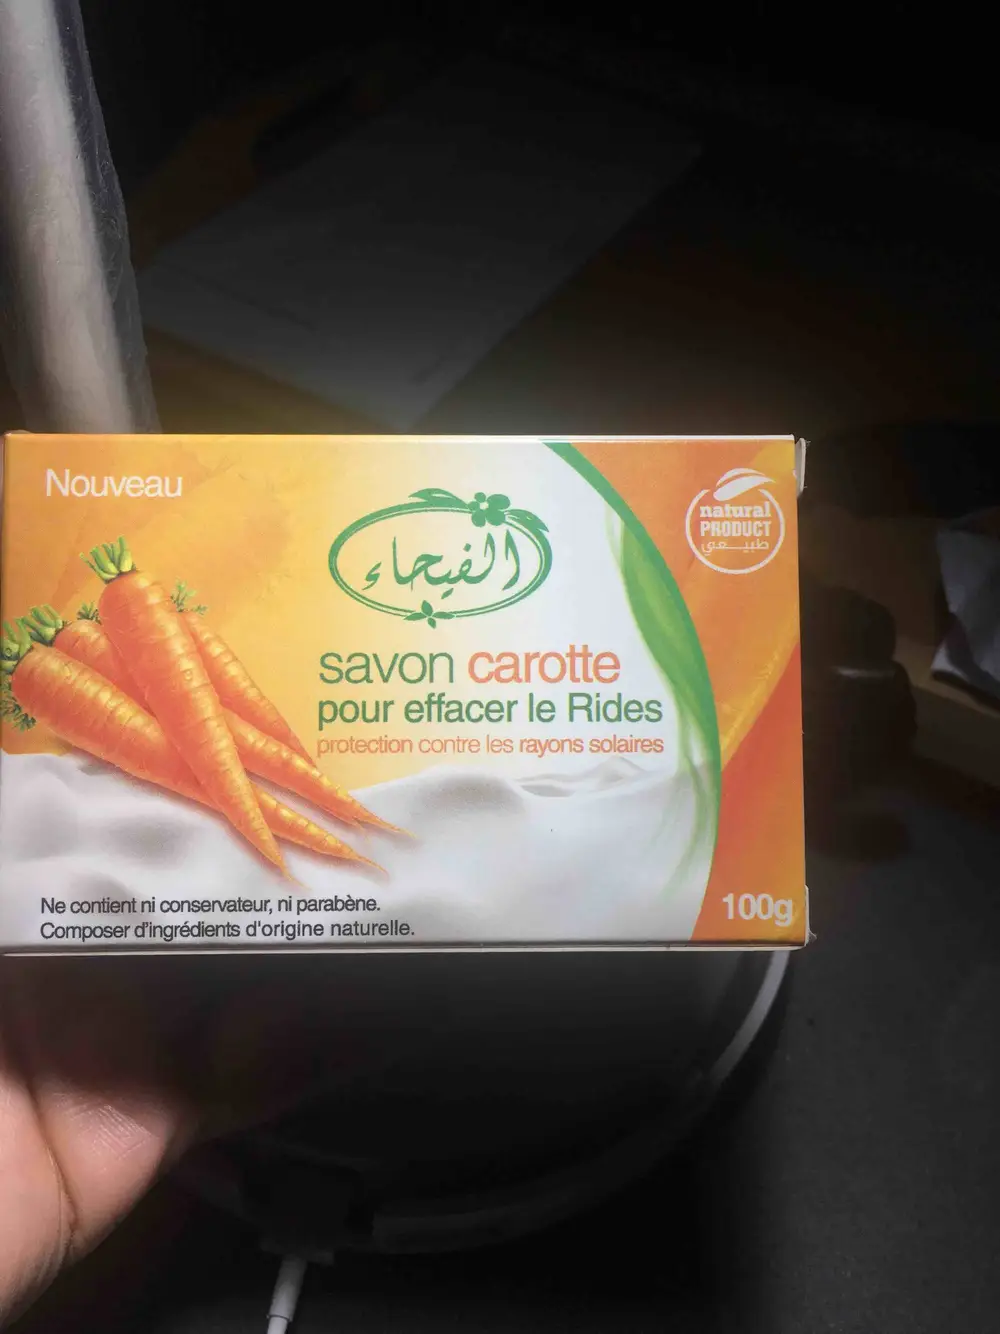 Nouveau
الفيحاء
natural
PRODUCT
طبيعي
savon carotte
pour effacer le Rides
protection contre les rayons solaires
Ne contient ni conservateur, ni parabène.
Composer d'ingrédients d'origine naturelle.
100g